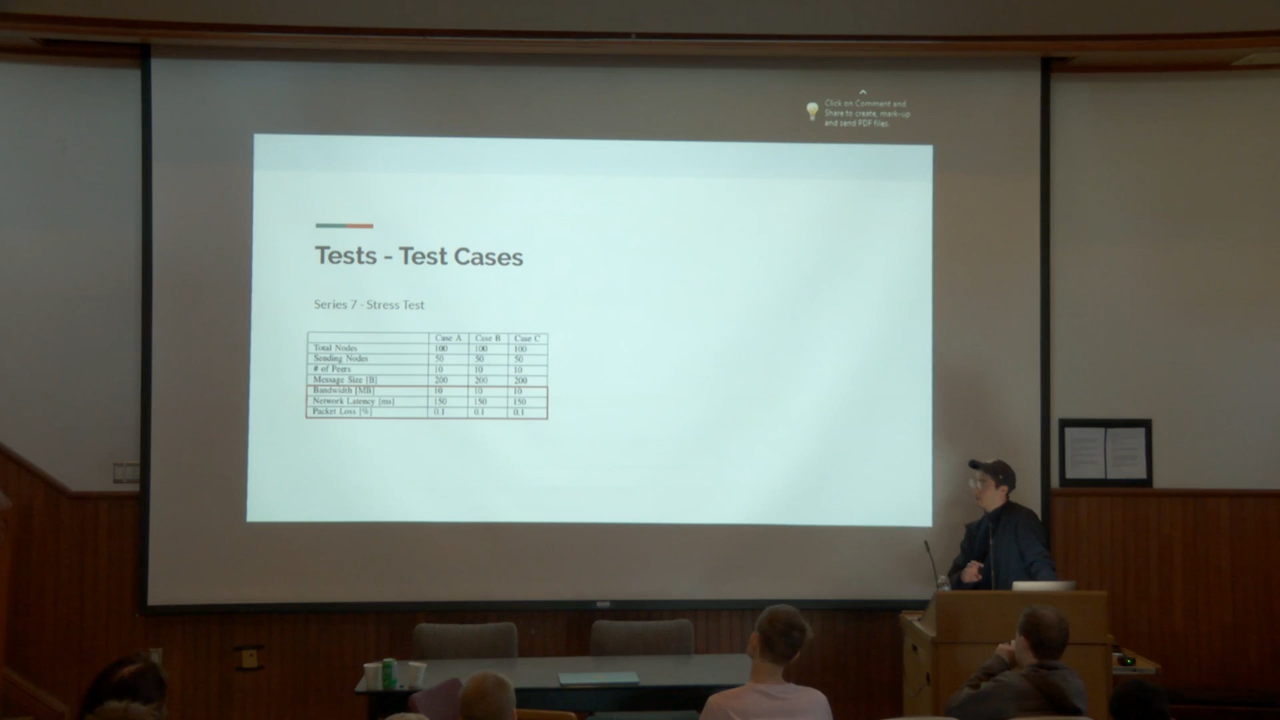 Click on Comment and
Share to create, mark-up
and send PDF files.
Tests - Test Cases
Series 7 - Stress Test
Case A Case B Case C
Total Nodes 100 100 100
Sending Nodes 50 50 50
# of Peers 10 10 10
Message Size [B] 200 200 200
Bandwidth [MB] 10 10 10
Network Latency [ms] 150 150 150
Packet Loss [%] 0.1 0.1 0.1